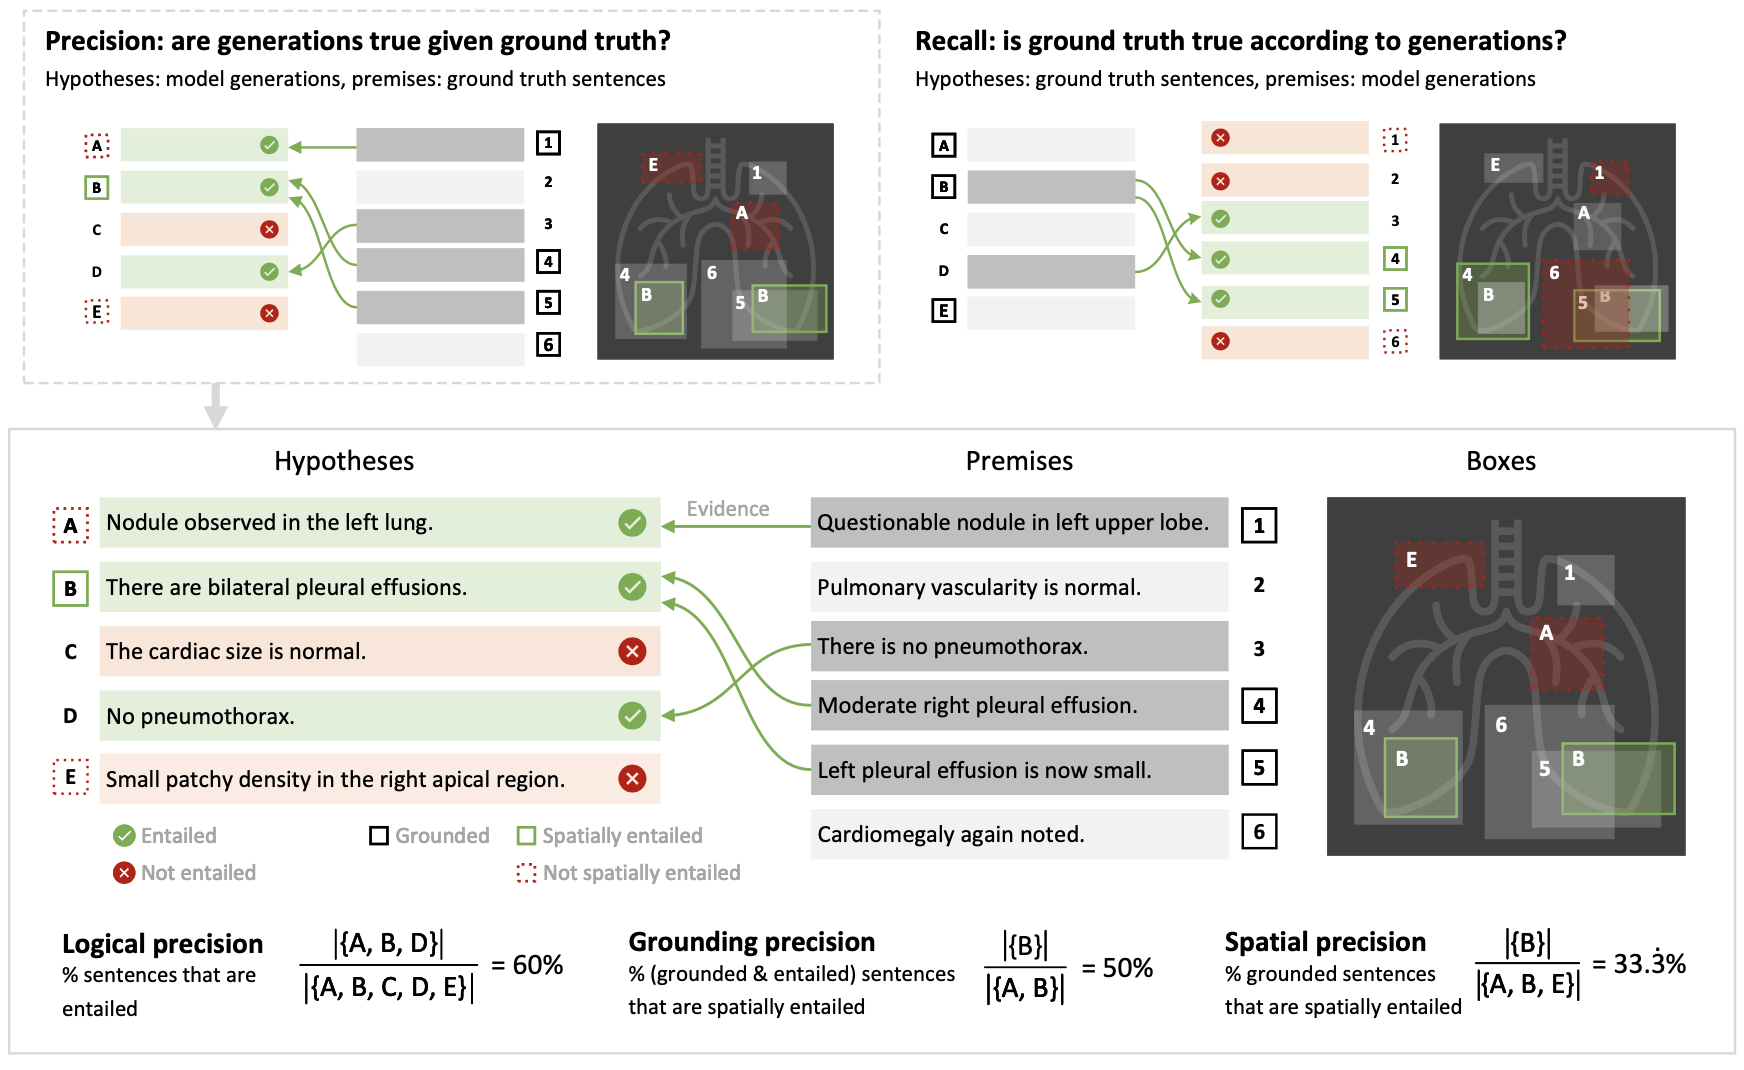 Precision: are generations true given ground truth?
Hypotheses: model generations, premises: ground truth sentences
A
B
C
D
E
1
2
3
4
5
6
E
1
A
4
6
B
5
B
Recall: is ground truth true according to generations?
Hypotheses: ground truth sentences, premises: model generations
A
B
C
D
E
1
2
3
4
5
6
E
1
A
4
6
B
5
B
Hypotheses
Premises
Boxes
A Nodule observed in the left lung.
Evidence
Questionable nodule in left upper lobe. 1
B There are bilateral pleural effusions.
Pulmonary vascularity is normal. 2
C The cardiac size is normal.
There is no pneumothorax. 3
D No pneumothorax.
Moderate right pleural effusion. 4
E Small patchy density in the right apical region.
Left pleural effusion is now small. 5
Cardiomegaly again noted. 6
E
1
A
4
6
B
5
B
Entailed
Grounded
Spatially entailed
Not entailed
Not spatially entailed
Logical precision
% sentences that are
entailed
|{A, B, D}|
|{A, B, C, D, E}|
= 60%
Grounding precision
% (grounded & entailed) sentences
that are spatially entailed
|{B}|
|{A, B}|
= 50%
Spatial precision
% grounded sentences
that are spatially entailed
|{B}|
|{A, B, E}|
= 33.3̇%